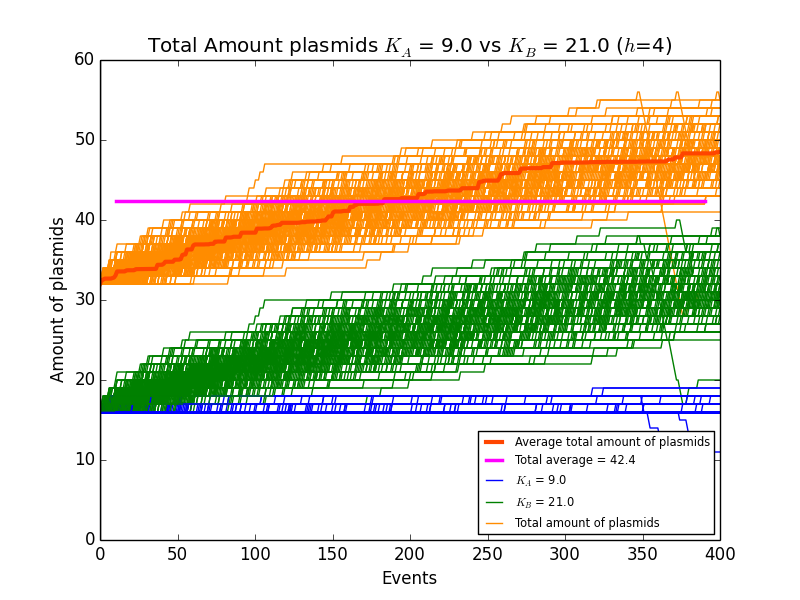 Total Amount plasmids K_A = 9.0 vs K_B = 21.0 (h=4)
Amount of plasmids
60
50
40
30
20
10
0
Average total amount of plasmids
Total average = 42.4
K_A = 9.0
K_B = 21.0
Total amount of plasmids
0 50 100 150 200 250 300 350 400
Events